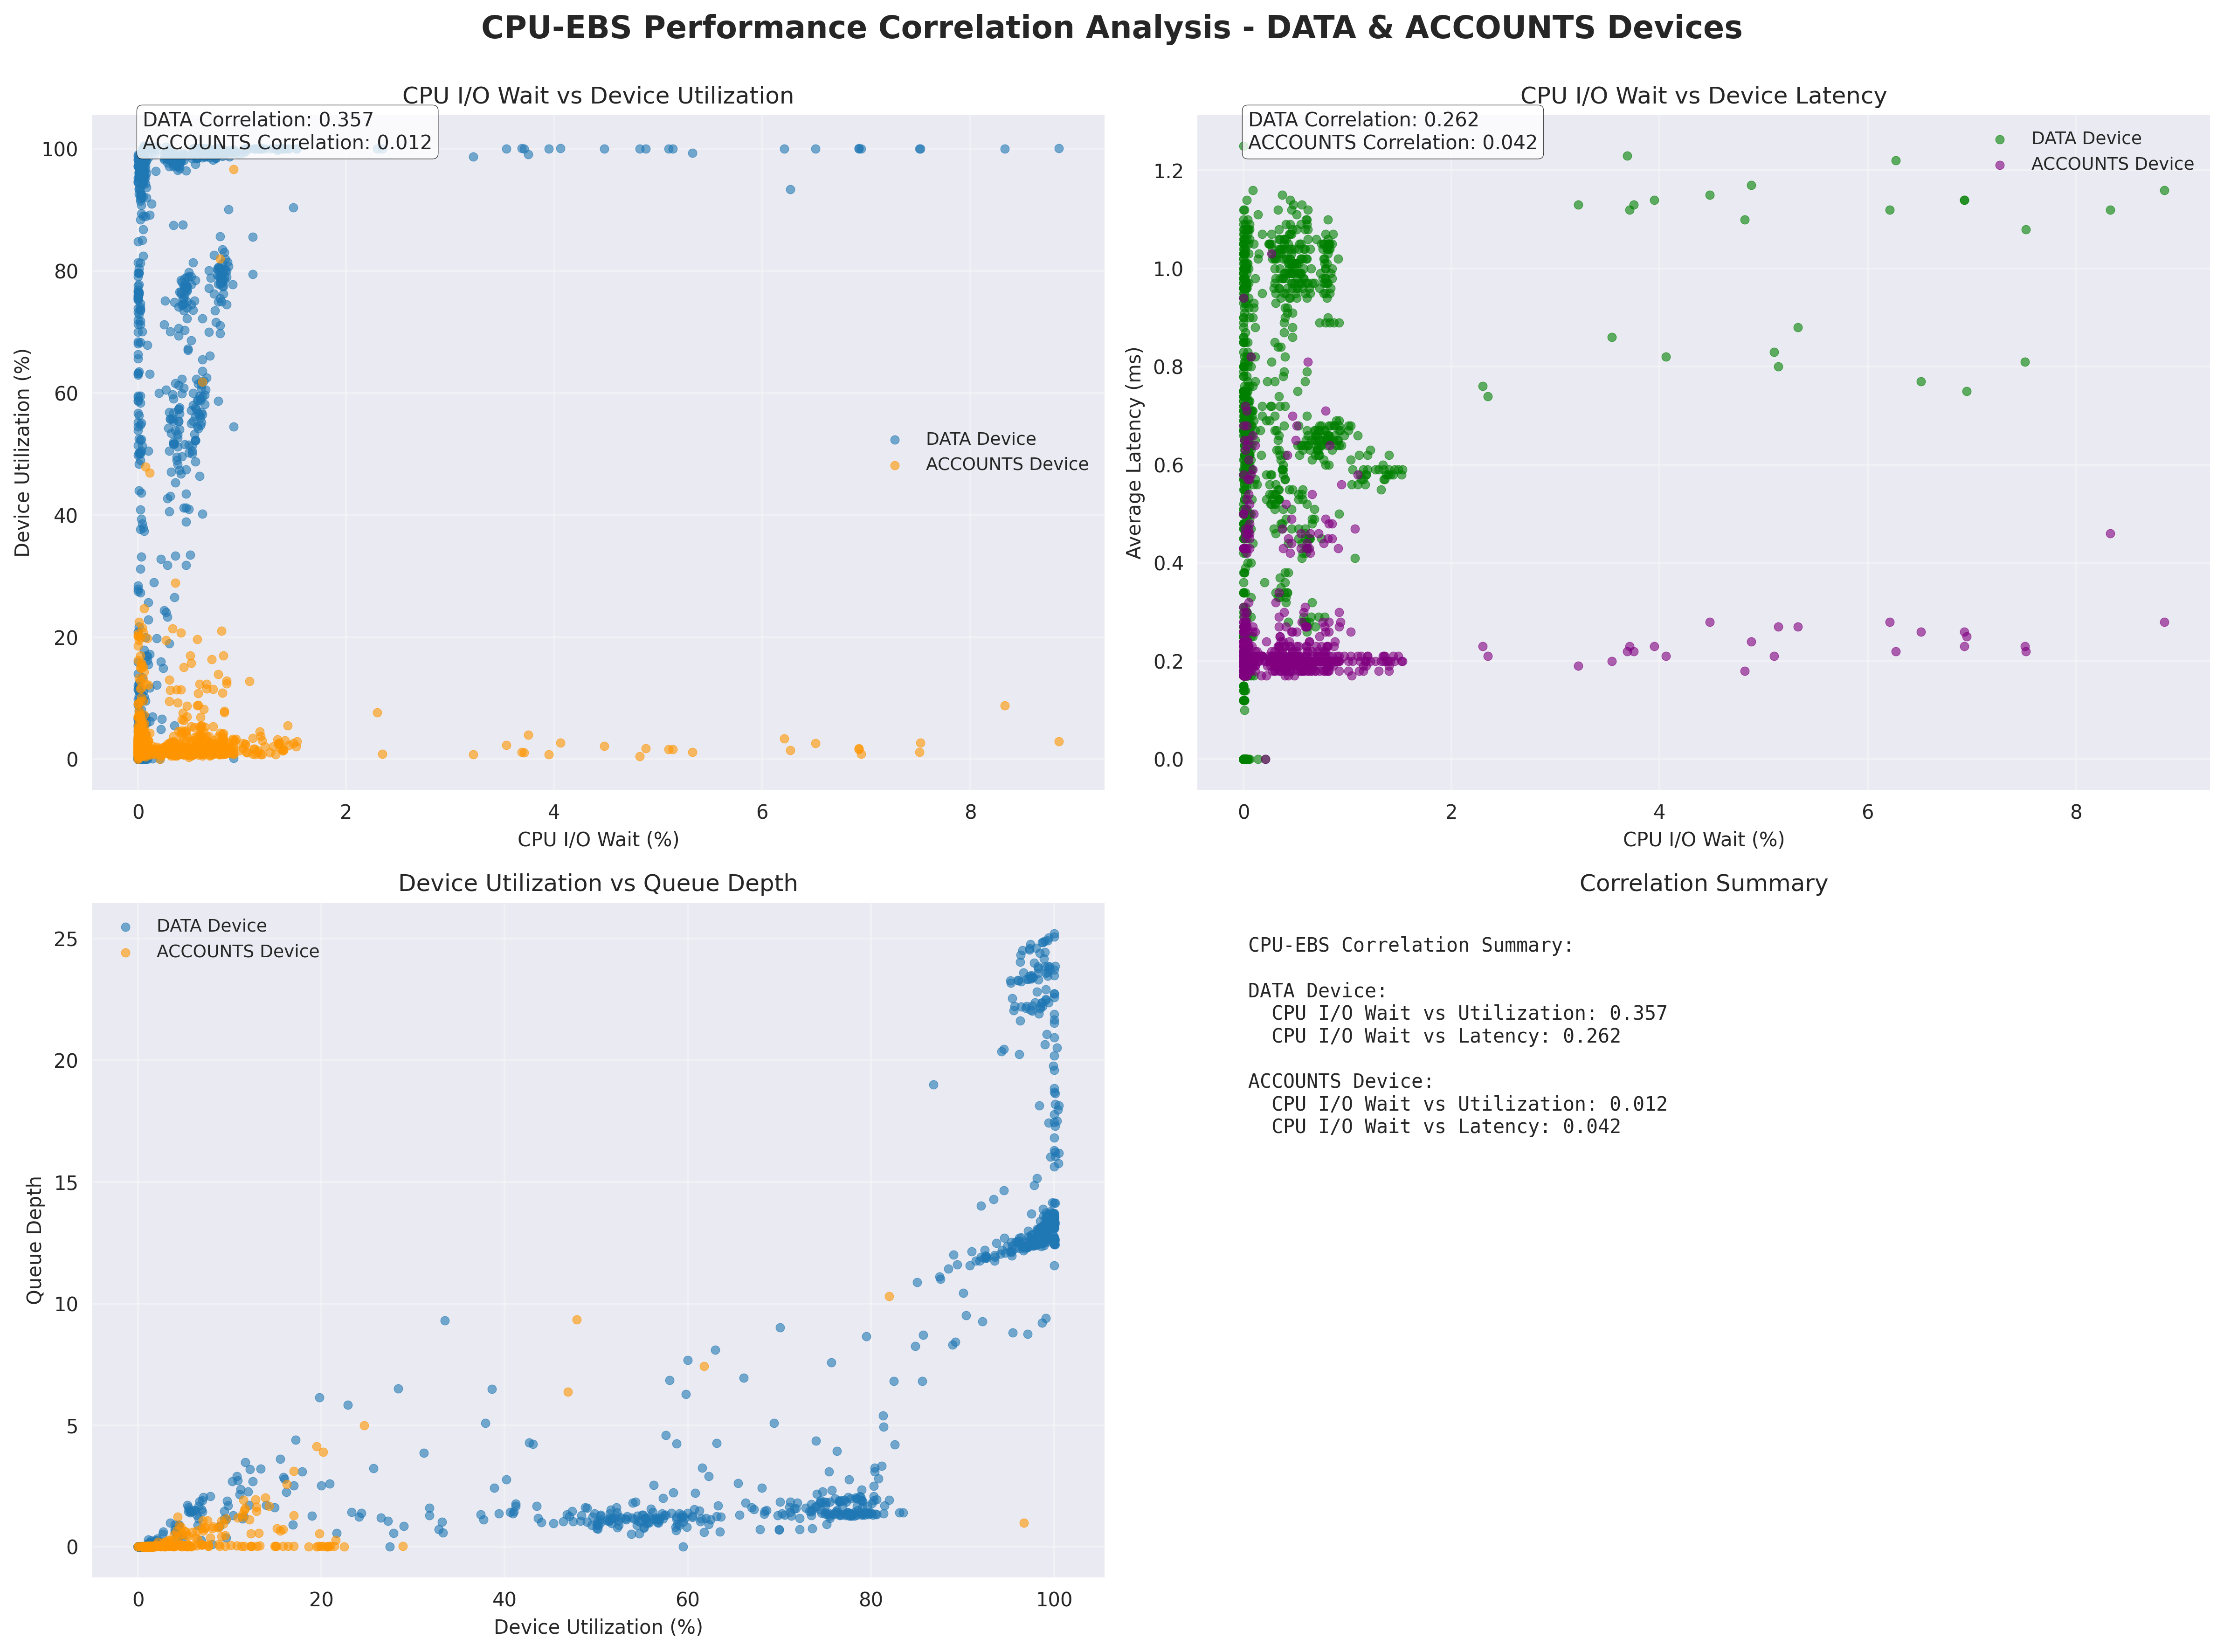 CPU-EBS Performance Correlation Analysis - DATA & ACCOUNTS Devices
CPU I/O Wait vs Device Utilization
DATA Correlation: 0.357
ACCOUNTS Correlation: 0.012
100
80
60
40
20
0
Device Utilization (%)
DATA Device
ACCOUNTS Device
0
2
4
6
8
CPU I/O Wait (%)
CPU I/O Wait vs Device Latency
DATA Correlation: 0.262
ACCOUNTS Correlation: 0.042
DATA Device
ACCOUNTS Device
1.2
1.0
0.8
0.6
0.4
0.2
0.0
Average Latency (ms)
0
2
4
6
8
CPU I/O Wait (%)
Device Utilization vs Queue Depth
DATA Device
ACCOUNTS Device
25
20
15
10
5
0
Queue Depth
0
20
40
60
80
100
Device Utilization (%)
Correlation Summary
CPU-EBS Correlation Summary:
DATA Device:
CPU I/O Wait vs Utilization: 0.357
CPU I/O Wait vs Latency: 0.262
ACCOUNTS Device:
CPU I/O Wait vs Utilization: 0.012
CPU I/O Wait vs Latency: 0.042